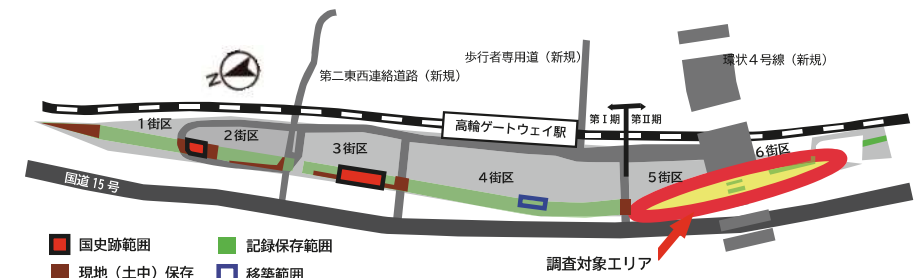 第二東西連絡道路（新規）
歩行者専用道（新規）
環状４号線（新規）
Z
高輪ゲートウェイ駅
第Ⅰ期 第Ⅱ期
１街区
２街区
３街区
４街区
５街区
６街区
国道15号
調査対象エリア
国史跡範囲
記録保存範囲
現地（土中）保存
移築範囲